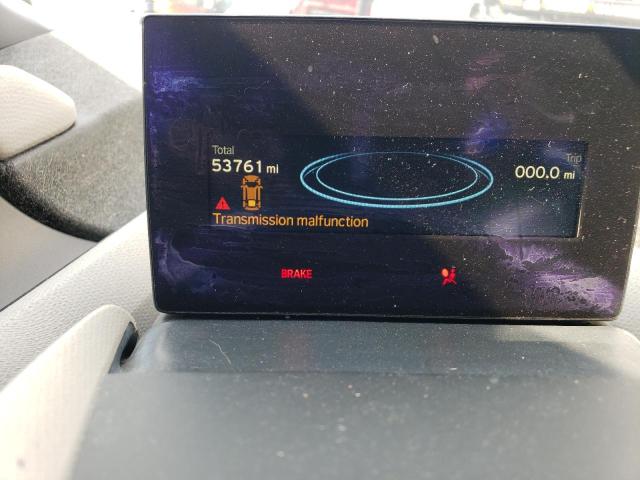 Total
53761 mi
Trip
000.0 mi
Transmission malfunction
BRAKE